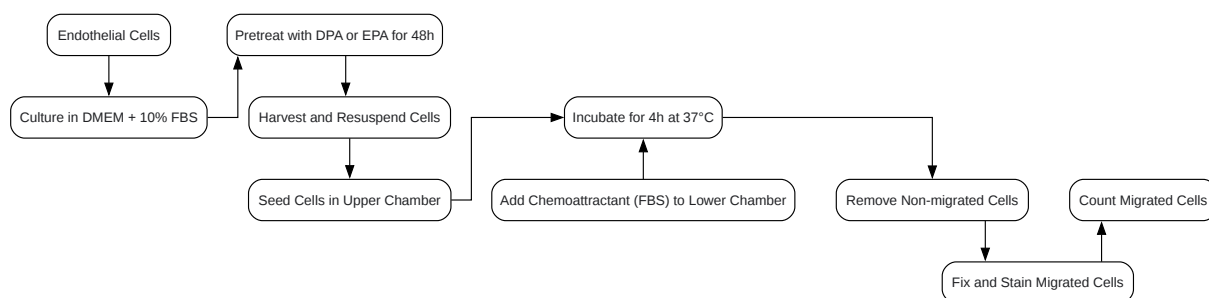 Endothelial Cells
Culture in DMEM + 10% FBS
Pretreat with DPA or EPA for 48h
Harvest and Resuspend Cells
Seed Cells in Upper Chamber
Incubate for 4h at 37°C
Add Chemoattractant (FBS) to Lower Chamber
Remove Non-migrated Cells
Fix and Stain Migrated Cells
Count Migrated Cells